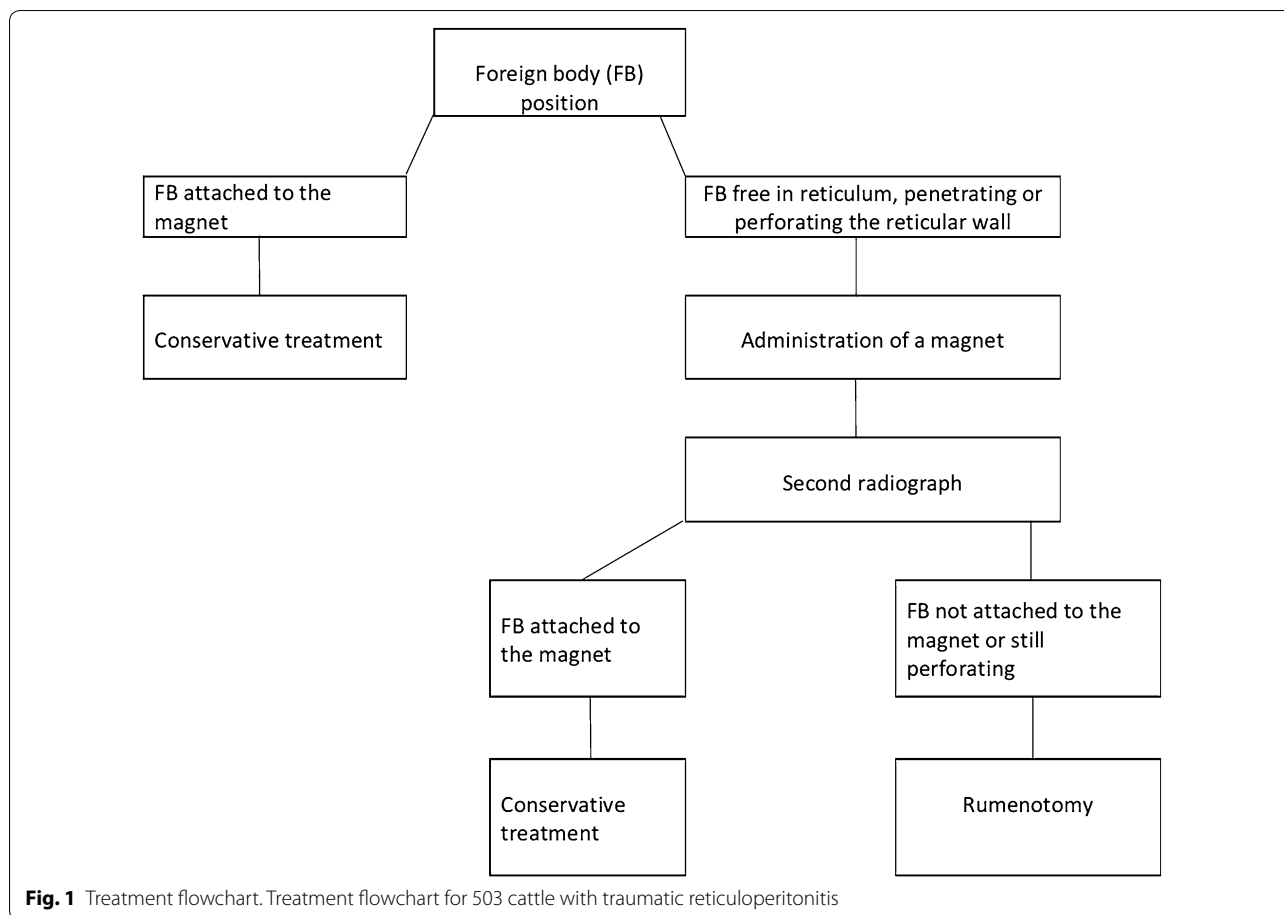 Foreign body (FB)
position
FB attached to the
magnet
FB free in reticulum, penetrating or
perforating the reticular wall
Conservative treatment
Administration of a magnet
Second radiograph
FB attached to
the magnet
FB not attached to the
magnet or still
perforating
Conservative
treatment
Rumenotomy
Fig. 1 Treatment flowchart. Treatment flowchart for 503 cattle with traumatic reticuloperitonitis